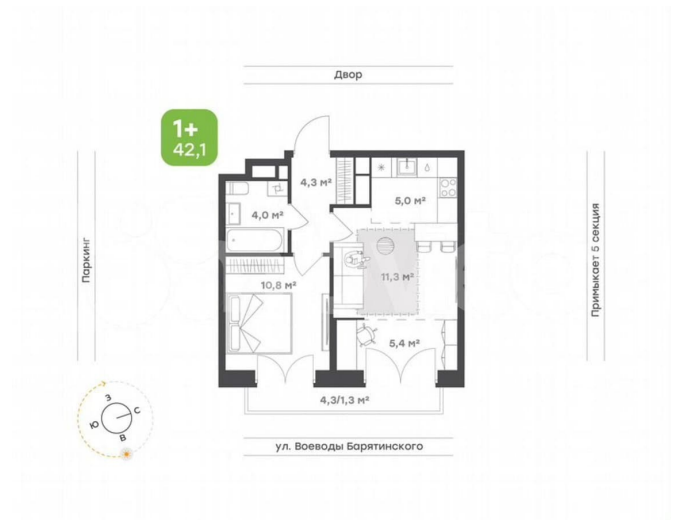 Двор
1+
42,1
4,3 м²
5,0 м²
4,0 м²
11,3 м²
10,8 м²
5,4 м²
4,3/1,3 м²
Паркинг
Примыкает 5 секция
З
С
Ю
В
ул. Воеводы Барятинского